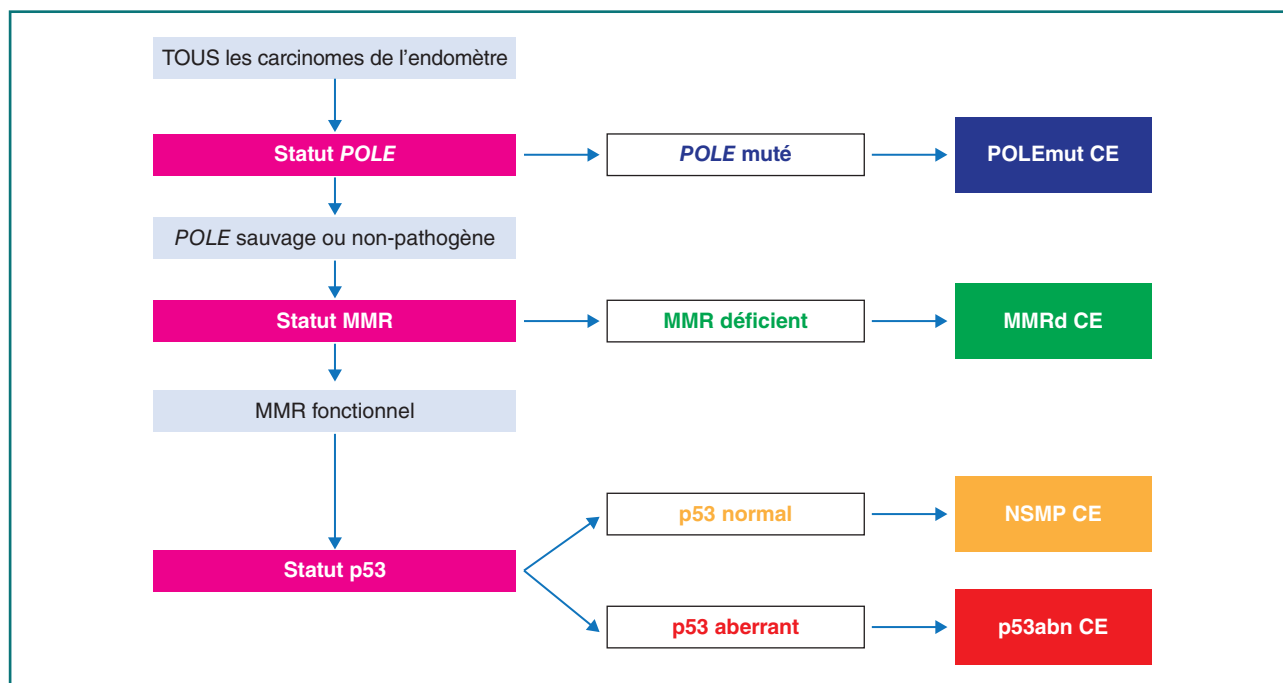 TOUS les carcinomes de l'endomètre
Statut POLE
POLE muté
POLEmut CE
POLE sauvage ou non-pathogène
Statut MMR
MMR déficient
MMRd CE
MMR fonctionnel
p53 normal
NSMP CE
Statut p53
p53 aberrant
p53abn CE